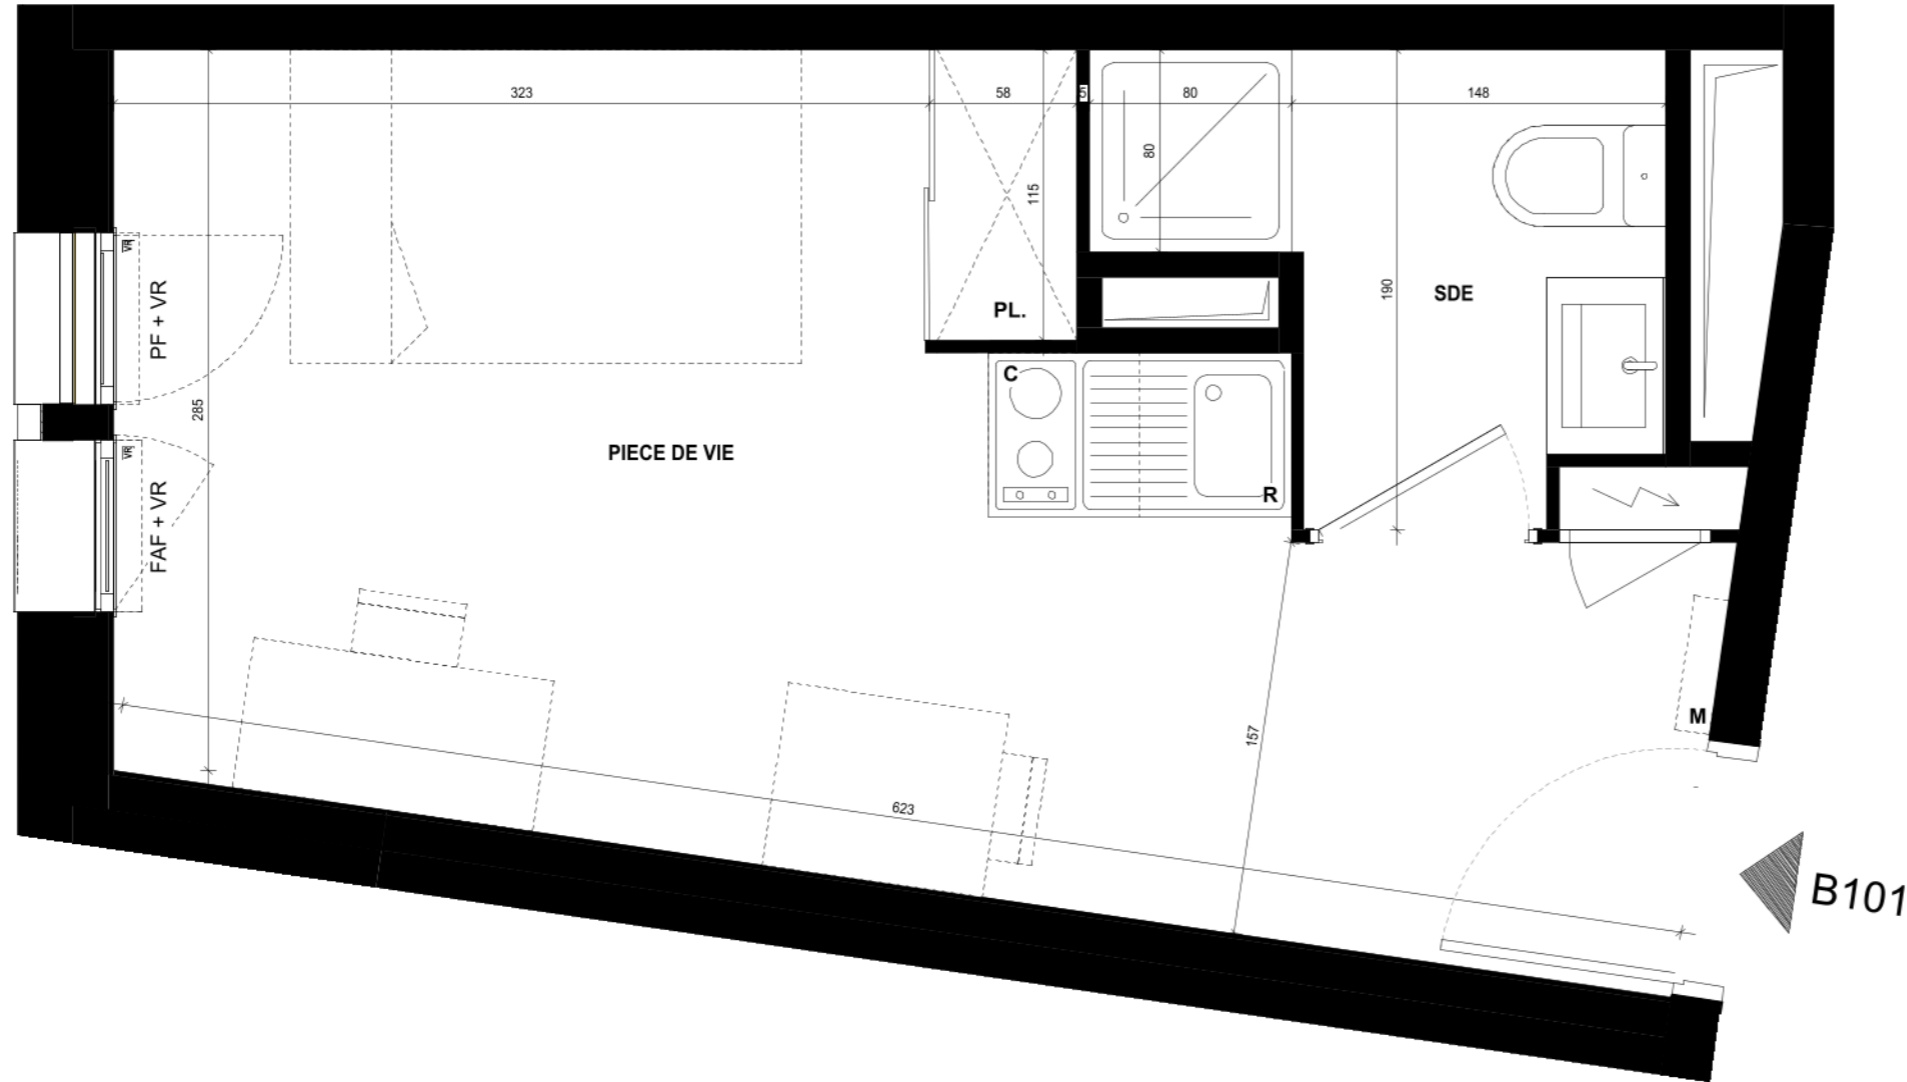 323
58
5
80
148
80
115
VR
PF + VR
190
SDE
PL.
C
285
PIECE DE VIE
VR
FAF + VR
R
M
157
623
B101